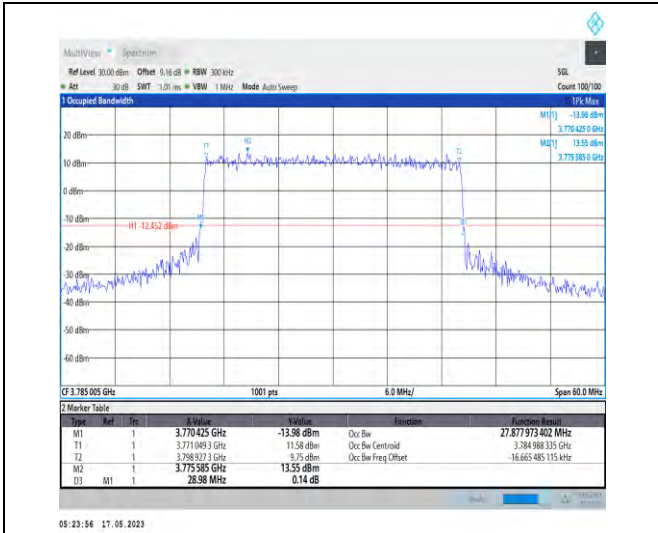 MultiView Spectrum
Ref Level 30.00 dBm Offset 9.16 dB RBW 300 kHz SGL
Att 30 dB SWT 1.01 ms VBW 1 MHz Mode Auto Sweep Count 100/100
1 Occupied Bandwidth 1Pk Max
M1[1] -13.98 dBm
3.770 425 0 GHz
20 dBm
M2[1] 13.55 dBm
3.775 585 0 GHz
T1 M2 T2
10 dBm
0 dBm
-10 dBm
H1 -12.452 dBm
-20 dBm
-30 dBm
-40 dBm
-50 dBm
-60 dBm
CF 3.785 005 GHz 1001 pts 6.0 MHz/ Span 60.0 MHz
2 Marker Table
Type Ref Trc X-Value Y-Value Function Function Result
M1 1 3.770425 GHz -13.98 dBm Occ Bw 27.877 973 402 MHz
T1 1 3.771 049 3 GHz 11.58 dBm Occ Bw Centroid 3.784 988 335 GHz
T2 1 3.798 927 3 GHz 9.75 dBm Occ Bw Freq Offset -16.665 485 115 kHz
M2 1 3.775 585 GHz 13.55 dBm
D3 M1 1 28.98 MHz 0.14 dB
05:23:56 17.05.2023